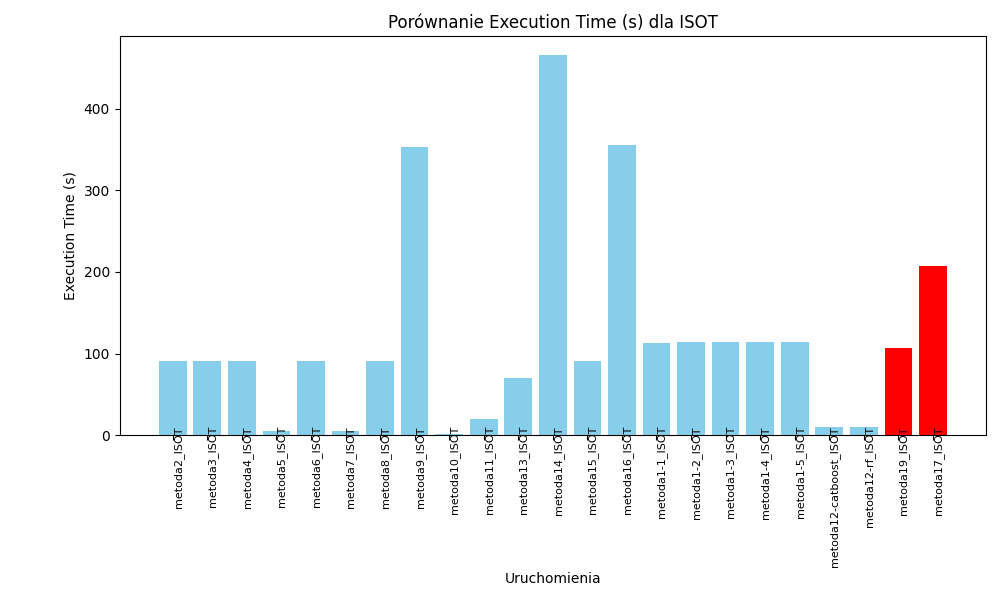 Porównanie Execution Time (s) dla ISOT
Execution Time (s)
400
300
200
100
0
metoda2_ISOT
metoda3_ISOT
metoda4_ISOT
metoda5_ISOT
metoda6_ISOT
metoda7_ISOT
metoda8_ISOT
metoda9_ISOT
metoda10_ISOT
metoda11_ISOT
metoda13_ISOT
metoda14_ISOT
metoda15_ISOT
metoda16_ISOT
metoda1-1_ISOT
metoda1-2_ISOT
metoda1-3_ISOT
metoda1-4_ISOT
metoda1-5_ISOT
metoda12-catboost_ISOT
metoda12-rf_ISOT
metoda19_ISOT
metoda17_ISOT
Uruchomienia